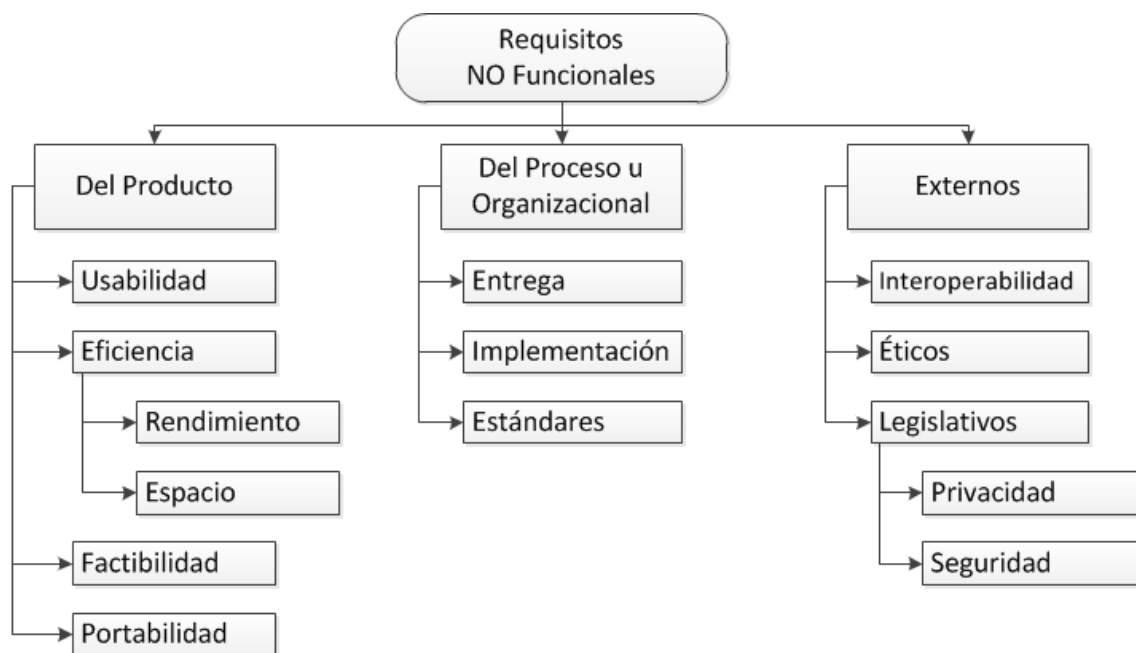 Requisitos
NO Funcionales
Del Producto
Usabilidad
Eficiencia
Rendimiento
Espacio
Factibilidad
Portabilidad
Del Proceso u
Organizacional
Entrega
Implementación
Estándares
Externos
Interoperabilidad
Éticos
Legislativos
Privacidad
Seguridad